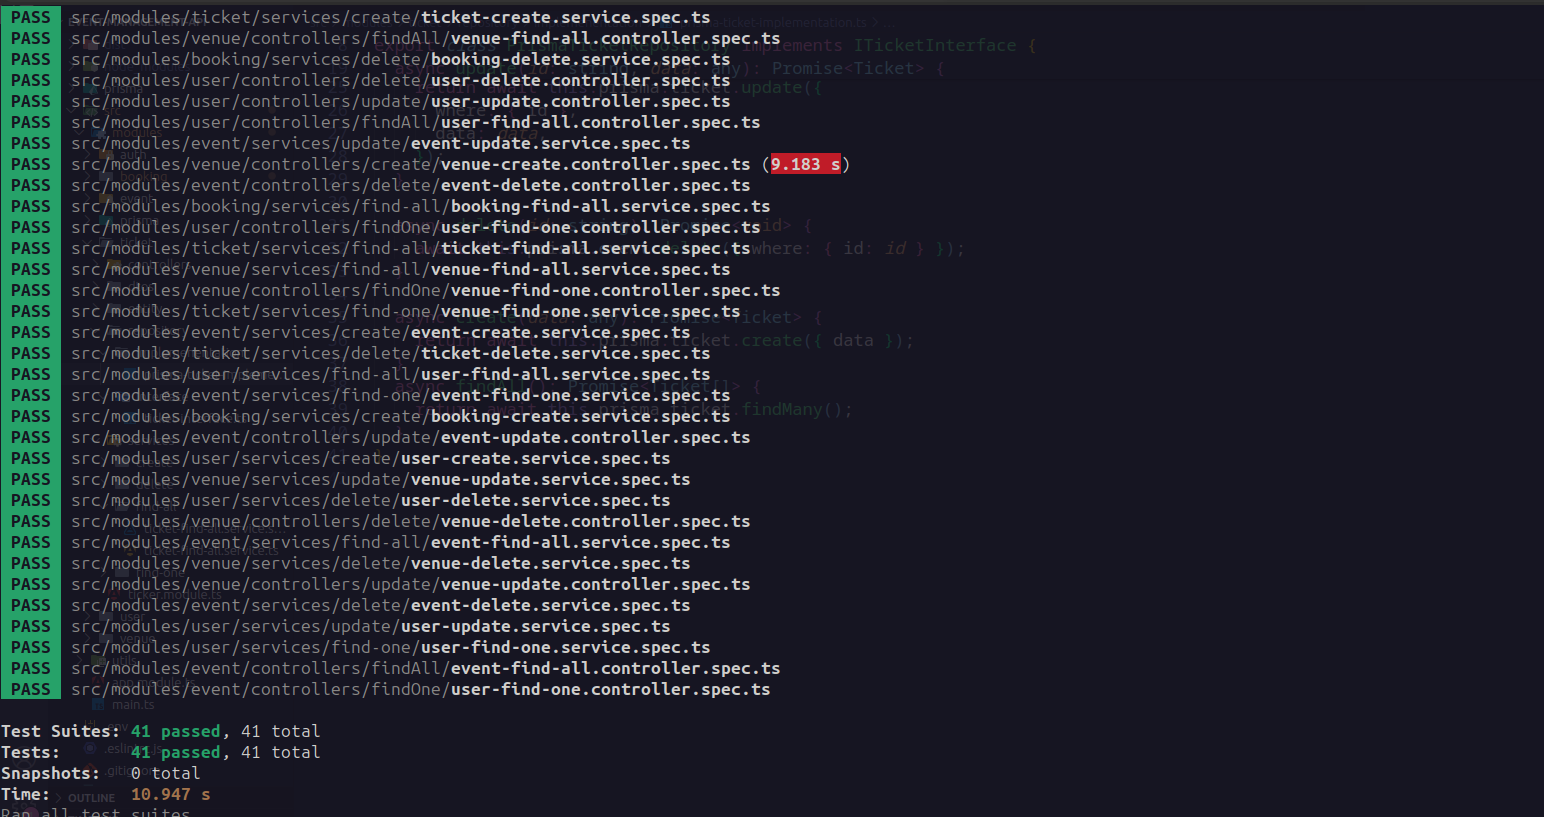 PASS src/modules/ticket/services/create/ticket-create.service.spec.ts
PASS src/modules/venue/controllers/findAll/venue-find-all.controller.spec.ts
PASS src/modules/booking/services/delete/booking-delete.service.spec.ts
PASS src/modules/user/controllers/delete/user-delete.controller.spec.ts
PASS src/modules/user/controllers/update/user-update.controller.spec.ts
PASS src/modules/user/controllers/findAll/user-find-all.controller.spec.ts
PASS src/modules/event/services/update/event-update.service.spec.ts
PASS src/modules/venue/controllers/create/venue-create.controller.spec.ts (9.183 s)
PASS src/modules/event/controllers/delete/event-delete.controller.spec.ts
PASS src/modules/booking/services/find-all/booking-find-all.service.spec.ts
PASS src/modules/user/controllers/findOne/user-find-one.controller.spec.ts
PASS src/modules/ticket/services/find-all/ticket-find-all.service.spec.ts
PASS src/modules/venue/services/find-all/venue-find-all.service.spec.ts
PASS src/modules/venue/controllers/findOne/venue-find-one.controller.spec.ts
PASS src/modules/ticket/services/find-one/venue-find-one.service.spec.ts
PASS src/modules/event/services/create/event-create.service.spec.ts
PASS src/modules/ticket/services/delete/ticket-delete.service.spec.ts
PASS src/modules/user/services/find-all/user-find-all.service.spec.ts
PASS src/modules/event/services/find-one/event-find-one.service.spec.ts
PASS src/modules/booking/services/create/booking-create.service.spec.ts
PASS src/modules/event/controllers/update/event-update.controller.spec.ts
PASS src/modules/user/services/create/user-create.service.spec.ts
PASS src/modules/venue/services/update/venue-update.service.spec.ts
PASS src/modules/user/services/delete/user-delete.service.spec.ts
PASS src/modules/venue/controllers/delete/venue-delete.controller.spec.ts
PASS src/modules/event/services/find-all/event-find-all.service.spec.ts
PASS src/modules/venue/services/delete/venue-delete.service.spec.ts
PASS src/modules/venue/controllers/update/venue-update.controller.spec.ts
PASS src/modules/event/services/delete/event-delete.service.spec.ts
PASS src/modules/user/services/update/user-update.service.spec.ts
PASS src/modules/user/services/find-one/user-find-one.service.spec.ts
PASS src/modules/event/controllers/findAll/event-find-all.controller.spec.ts
PASS src/modules/event/controllers/findOne/user-find-one.controller.spec.ts
Test Suites: 41 passed, 41 total
Tests: 41 passed, 41 total
Snapshots: 0 total
Time: 10.947 s
Ran all test suites